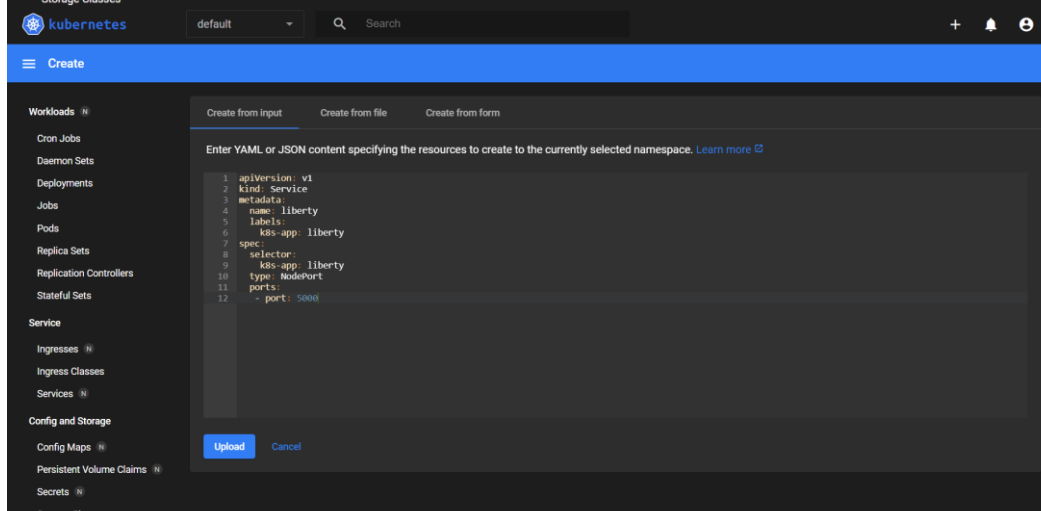 Storage Classes
kubernetes
default
Search
Create
Workloads N
Cron Jobs
Daemon Sets
Deployments
Jobs
Pods
Replica Sets
Replication Controllers
Stateful Sets
Service
Ingresses N
Ingress Classes
Services N
Config and Storage
Config Maps N
Persistent Volume Claims N
Secrets N
Create from input
Create from file
Create from form
Enter YAML or JSON content specifying the resources to create to the currently selected namespace. Learn more
1 apiVersion: v1
2 kind: Service
3 metadata:
4   name: liberty
5   labels:
6     k8s-app: liberty
7 spec:
8   selector:
9     k8s-app: liberty
10   type: NodePort
11   ports:
12    - port: 5000
Upload
Cancel